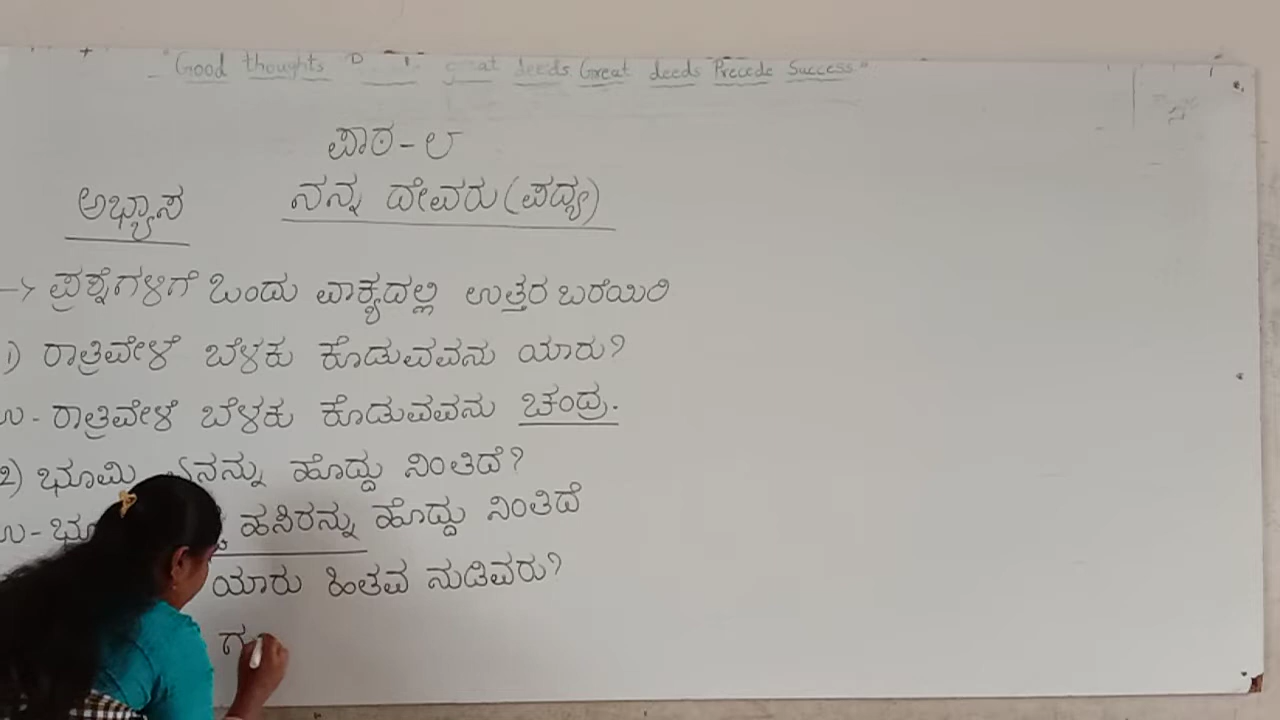 "Good thoughts great deeds Great deeds Precede Success"
ಪಾಠ-೮
ಅಭ್ಯಾಸ ನನ್ನ ದೇವರು (ಪದ್ಯ)
-> ಪ್ರಶ್ನೆಗಳಿಗೆ ಒಂದು ವಾಕ್ಯದಲ್ಲಿ ಉತ್ತರ ಬರೆಯಿರಿ
1) ರಾತ್ರಿವೇಳೆ ಬೆಳಕು ಕೊಡುವವನು ಯಾರು?
ಉ- ರಾತ್ರಿವೇಳೆ ಬೆಳಕು ಕೊಡುವವನು ಚಂದ್ರ.
2) ಭೂಮಿ ಏನನ್ನು ಹೊದ್ದು ನಿಂತಿದೆ?
ಉ- ಹಸಿರನ್ನು ಹೊದ್ದು ನಿಂತಿದೆ
ಯಾರು ಹಿತವ ನುಡಿವರು?